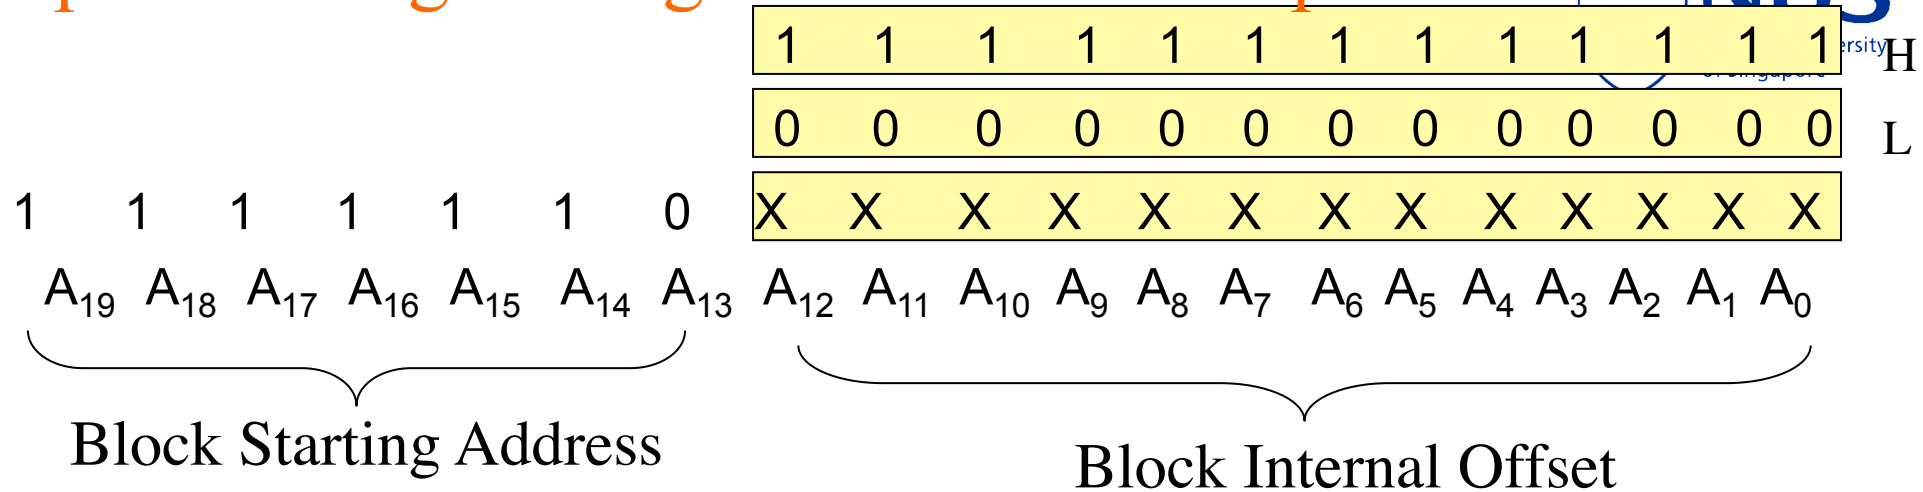 1 1 1 1 1 1 1 1 1 1 1 1 1 H
ersity
0 0 0 0 0 0 0 0 0 0 0 0 0 L
1 1 1 1 1 1 0 X X X X X X X X X X X X X
A19 A18 A17 A16 A15 A14 A13 A12 A11 A10 A9 A8 A7 A6 A5 A4 A3 A2 A1 A0
Block Starting Address
Block Internal Offset